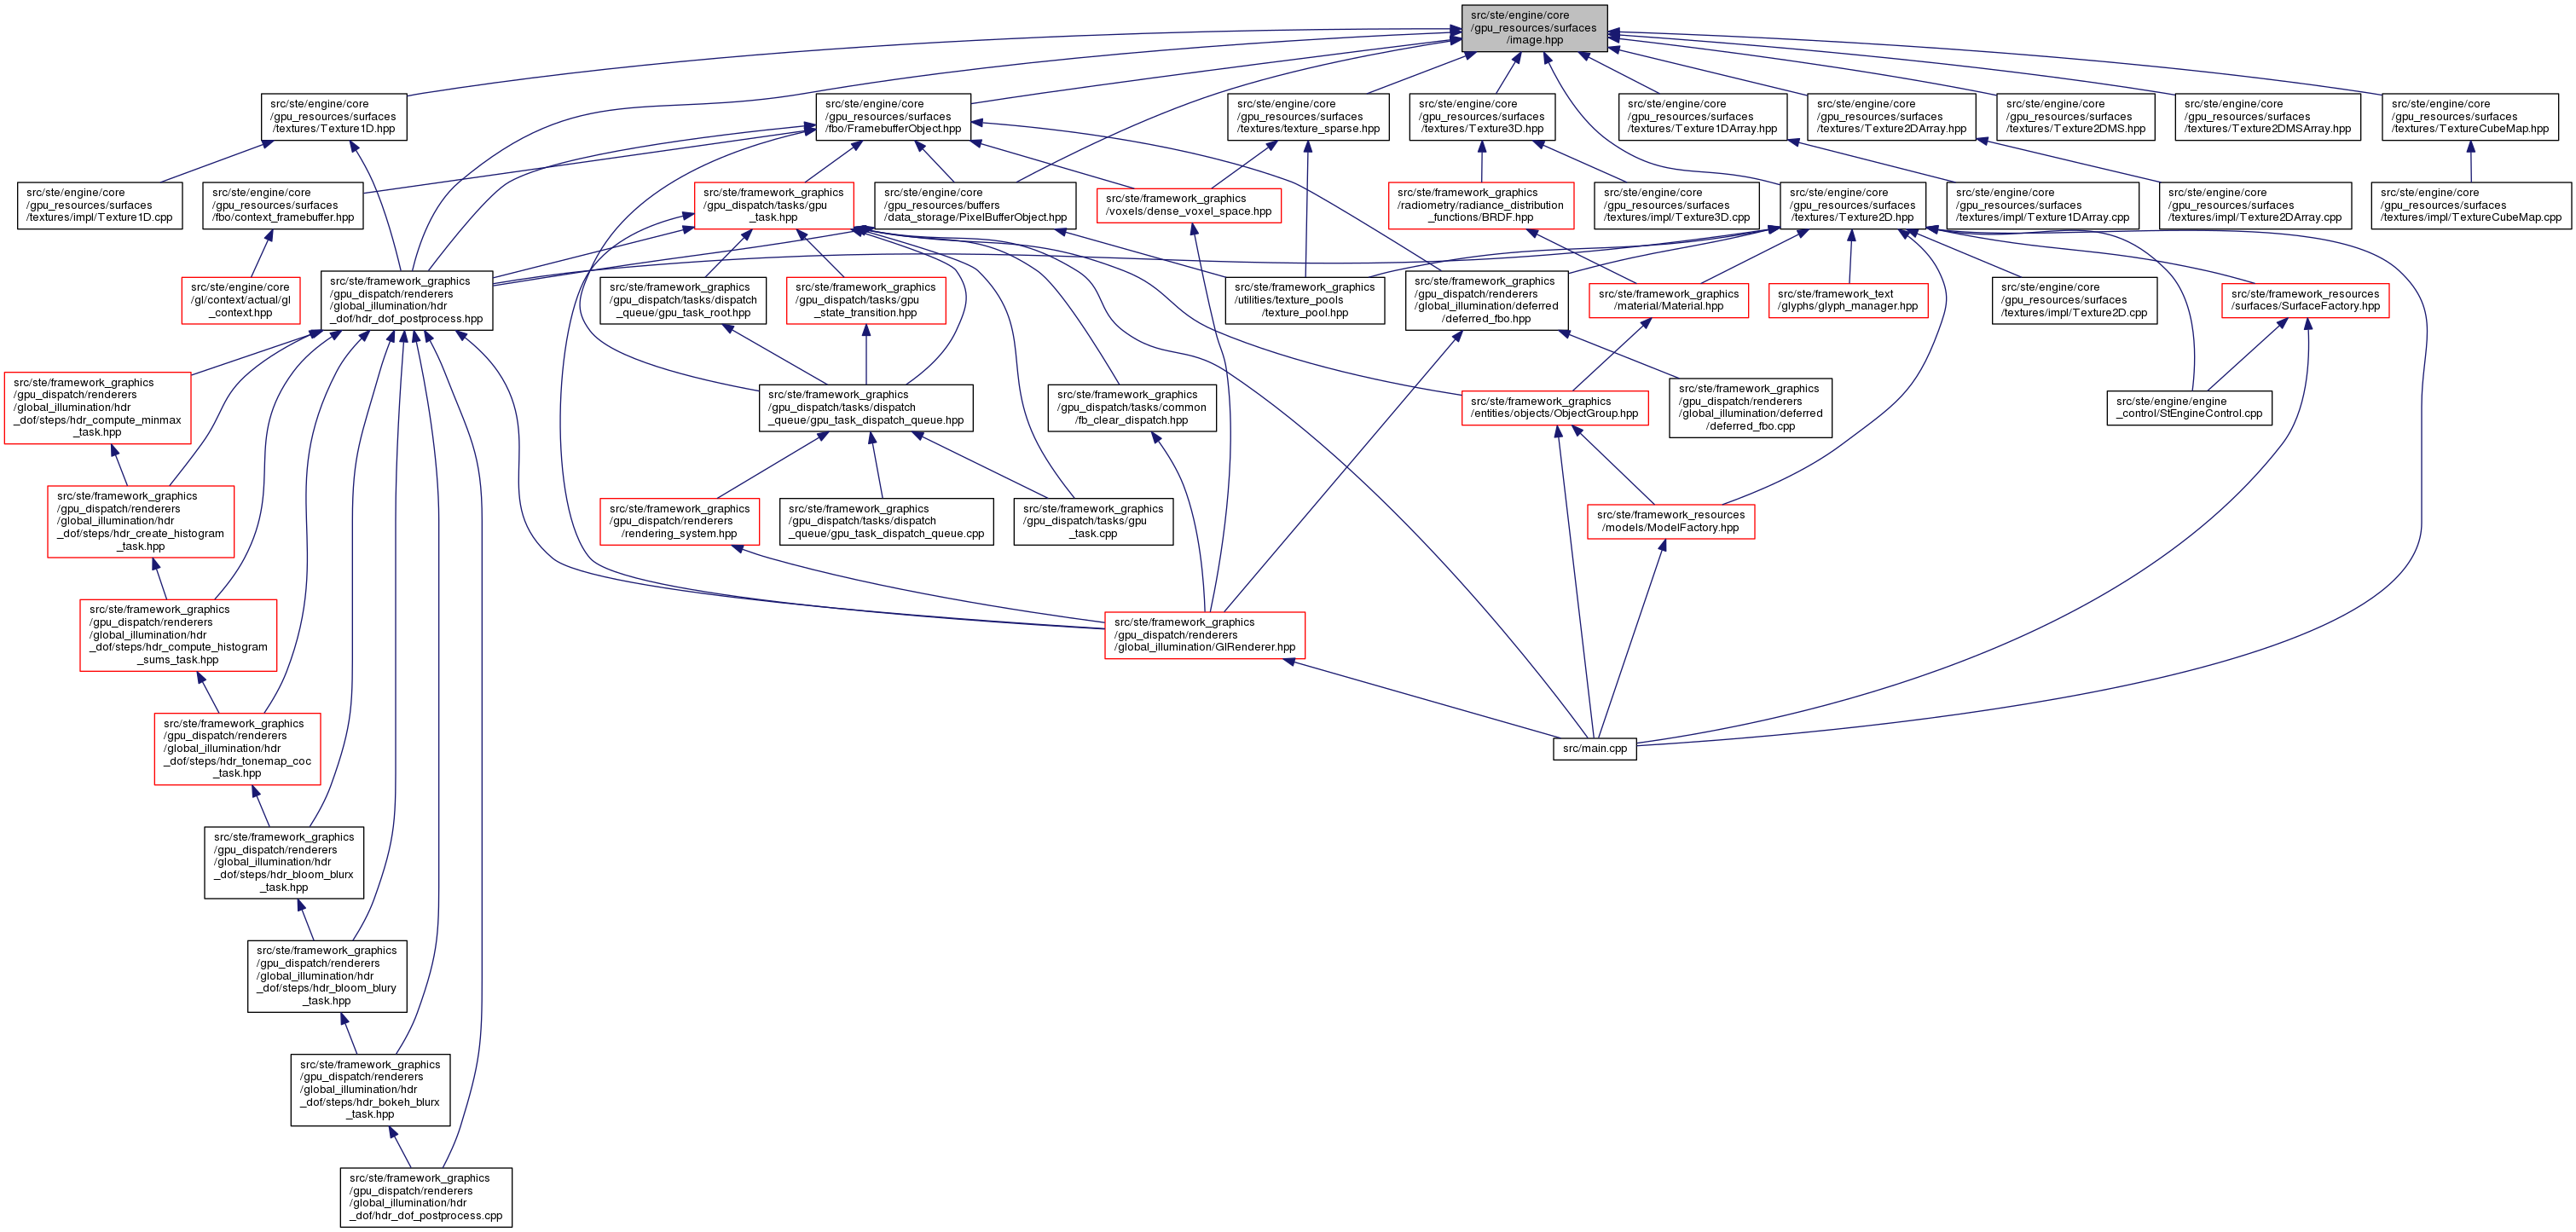 src/ste/engine/core
/gpu_resources/surfaces
/image.hpp
src/ste/engine/core
/gpu_resources/surfaces
/textures/Texture1D.hpp
src/ste/engine/core
/gpu_resources/surfaces
/fbo/FramebufferObject.hpp
src/ste/engine/core
/gpu_resources/surfaces
/textures/texture_sparse.hpp
src/ste/engine/core
/gpu_resources/surfaces
/textures/Texture3D.hpp
src/ste/engine/core
/gpu_resources/surfaces
/textures/Texture1DArray.hpp
src/ste/engine/core
/gpu_resources/surfaces
/textures/Texture2DArray.hpp
src/ste/engine/core
/gpu_resources/surfaces
/textures/Texture2DMS.hpp
src/ste/engine/core
/gpu_resources/surfaces
/textures/Texture2DMSArray.hpp
src/ste/engine/core
/gpu_resources/surfaces
/textures/TextureCubeMap.hpp
src/ste/engine/core
/gpu_resources/surfaces
/textures/impl/Texture1D.cpp
src/ste/engine/core
/gpu_resources/surfaces
/fbo/context_framebuffer.hpp
src/ste/framework_graphics
/gpu_dispatch/tasks/gpu
_task.hpp
src/ste/engine/core
/gpu_resources/buffers
/data_storage/PixelBufferObject.hpp
src/ste/framework_graphics
/voxels/dense_voxel_space.hpp
src/ste/framework_graphics
/radiometry/radiance_distribution
_functions/BRDF.hpp
src/ste/engine/core
/gpu_resources/surfaces
/textures/impl/Texture3D.cpp
src/ste/engine/core
/gpu_resources/surfaces
/textures/Texture2D.hpp
src/ste/engine/core
/gpu_resources/surfaces
/textures/impl/Texture1DArray.cpp
src/ste/engine/core
/gpu_resources/surfaces
/textures/impl/Texture2DArray.cpp
src/ste/engine/core
/gpu_resources/surfaces
/textures/impl/TextureCubeMap.cpp
src/ste/engine/core
/gl/context/actual/gl
_context.hpp
src/ste/framework_graphics
/gpu_dispatch/renderers
/global_illumination/hdr
_dof/hdr_dof_postprocess.hpp
src/ste/framework_graphics
/gpu_dispatch/tasks/dispatch
_queue/gpu_task_root.hpp
src/ste/framework_graphics
/gpu_dispatch/tasks/gpu
_state_transition.hpp
src/ste/framework_graphics
/utilities/texture_pools
/texture_pool.hpp
src/ste/framework_graphics
/gpu_dispatch/renderers
/global_illumination/deferred
/deferred_fbo.hpp
src/ste/framework_graphics
/material/Material.hpp
src/ste/framework_text
/glyphs/glyph_manager.hpp
src/ste/engine/core
/gpu_resources/surfaces
/textures/impl/Texture2D.cpp
src/ste/framework_resources
/surfaces/SurfaceFactory.hpp
src/ste/framework_graphics
/gpu_dispatch/renderers
/global_illumination/hdr
_dof/steps/hdr_compute_minmax
_task.hpp
src/ste/framework_graphics
/gpu_dispatch/tasks/dispatch
_queue/gpu_task_dispatch_queue.hpp
src/ste/framework_graphics
/gpu_dispatch/tasks/common
/fb_clear_dispatch.hpp
src/ste/framework_graphics
/entities/objects/ObjectGroup.hpp
src/ste/framework_graphics
/gpu_dispatch/renderers
/global_illumination/deferred
/deferred_fbo.cpp
src/ste/engine/engine
_control/StEngineControl.cpp
src/ste/framework_graphics
/gpu_dispatch/renderers
/global_illumination/hdr
_dof/steps/hdr_create_histogram
_task.hpp
src/ste/framework_graphics
/gpu_dispatch/renderers
/rendering_system.hpp
src/ste/framework_graphics
/gpu_dispatch/tasks/dispatch
_queue/gpu_task_dispatch_queue.cpp
src/ste/framework_graphics
/gpu_dispatch/tasks/gpu
_task.cpp
src/ste/framework_resources
/models/ModelFactory.hpp
src/ste/framework_graphics
/gpu_dispatch/renderers
/global_illumination/hdr
_dof/steps/hdr_compute_histogram
_sums_task.hpp
src/ste/framework_graphics
/gpu_dispatch/renderers
/global_illumination/GIRenderer.hpp
src/ste/framework_graphics
/gpu_dispatch/renderers
/global_illumination/hdr
_dof/steps/hdr_tonemap_coc
_task.hpp
src/main.cpp
src/ste/framework_graphics
/gpu_dispatch/renderers
/global_illumination/hdr
_dof/steps/hdr_bloom_blurx
_task.hpp
src/ste/framework_graphics
/gpu_dispatch/renderers
/global_illumination/hdr
_dof/steps/hdr_bloom_blury
_task.hpp
src/ste/framework_graphics
/gpu_dispatch/renderers
/global_illumination/hdr
_dof/steps/hdr_bokeh_blurx
_task.hpp
src/ste/framework_graphics
/gpu_dispatch/renderers
/global_illumination/hdr
_dof/hdr_dof_postprocess.cpp